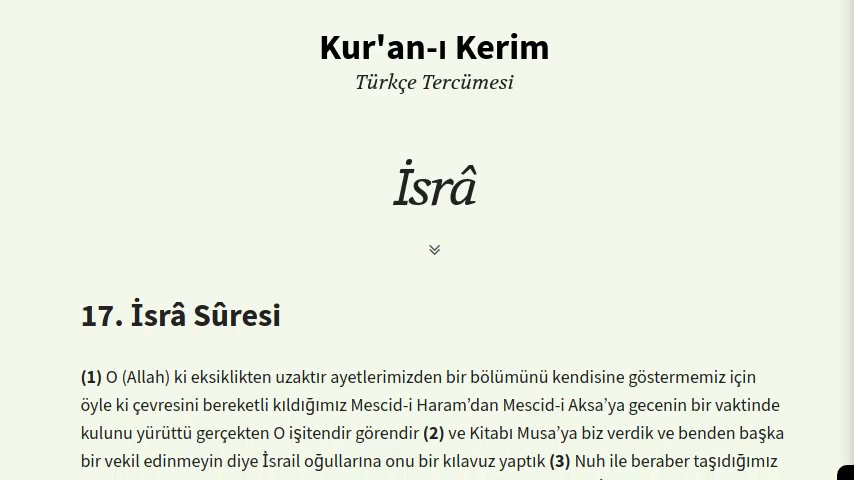 Kur'an-ı Kerim
Türkçe Tercümesi
İsrâ
17. İsrâ Sûresi
(1) O (Allah) ki eksiklikten uzaktır ayetlerimizden bir bölümünü kendisine göstermemiz için
öyle ki çevresini bereketli kıldığımız Mescid-i Haram’dan Mescid-i Aksa’ya gecenin bir vaktinde
kulunu yürüttü gerçekten O işitendir görendir (2) ve Kitabı Musa’ya biz verdik ve benden başka
bir vekil edinmeyin diye İsrail oğullarına onu bir kılavuz yaptık (3) Nuh ile beraber taşıdığımız